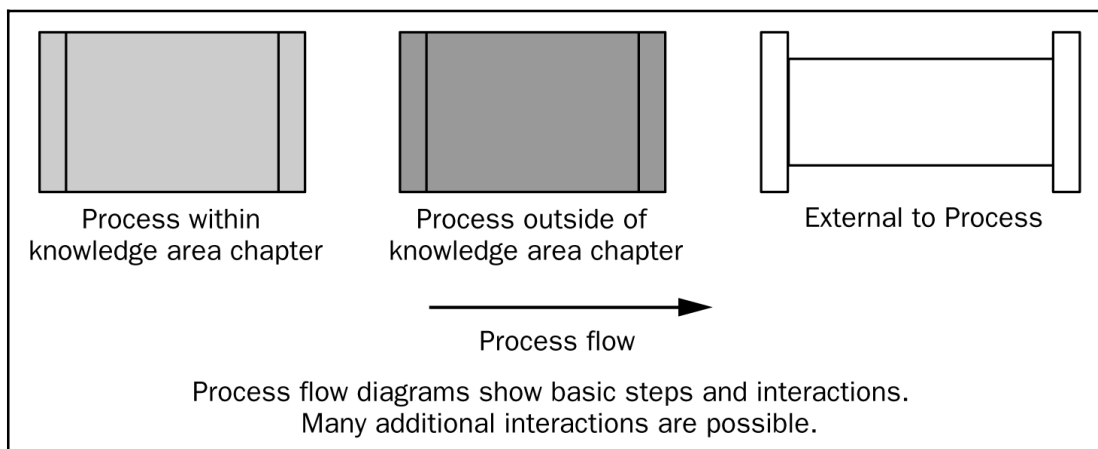 Process within
knowledge area chapter
Process outside of
knowledge area chapter
External to Process
Process flow
Process flow diagrams show basic steps and interactions.
Many additional interactions are possible.